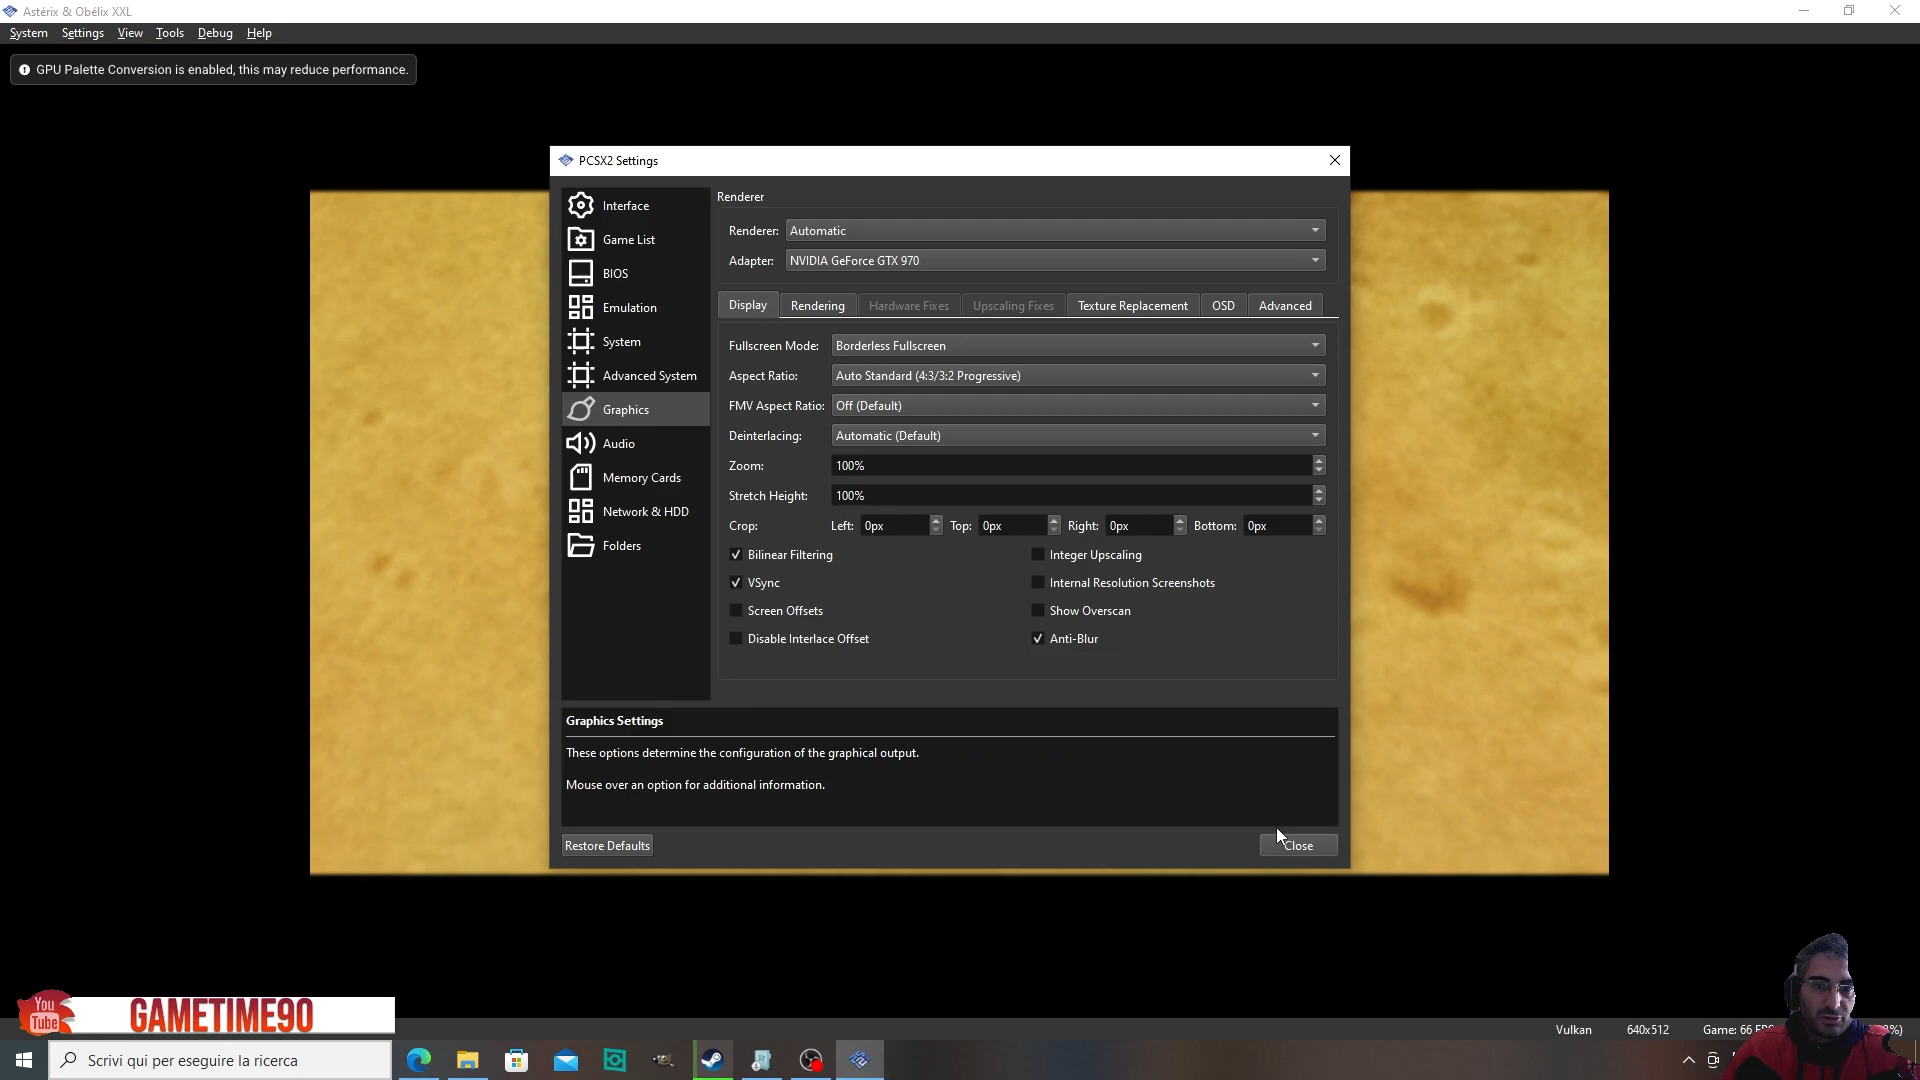 Astérix & Obélix XXL
System Settings View Tools Debug Help
GPU Palette Conversion is enabled, this may reduce performance.
PCSX2 Settings
Interface
Game List
BIOS
Emulation
System
Advanced System
Graphics
Audio
Memory Cards
Network & HDD
Folders
Renderer
Renderer: Automatic
Adapter: NVIDIA GeForce GTX 970
Display Rendering Hardware Fixes Upscaling Fixes Texture Replacement OSD Advanced
Fullscreen Mode: Borderless Fullscreen
Aspect Ratio: Auto Standard (4:3/3:2 Progressive)
FMV Aspect Ratio: Off (Default)
Deinterlacing: Automatic (Default)
Zoom: 100%
Stretch Height: 100%
Crop: Left: 0px Top: 0px Right: 0px Bottom: 0px
Bilinear Filtering Integer Upscaling
VSync Internal Resolution Screenshots
Screen Offsets Show Overscan
Disable Interlace Offset Anti-Blur
Graphics Settings
These options determine the configuration of the graphical output.
Mouse over an option for additional information.
Restore Defaults Close
You Tube GAMETIME90
Vulkan 640x512 Game: 66 FPS
Scrivi qui per eseguire la ricerca